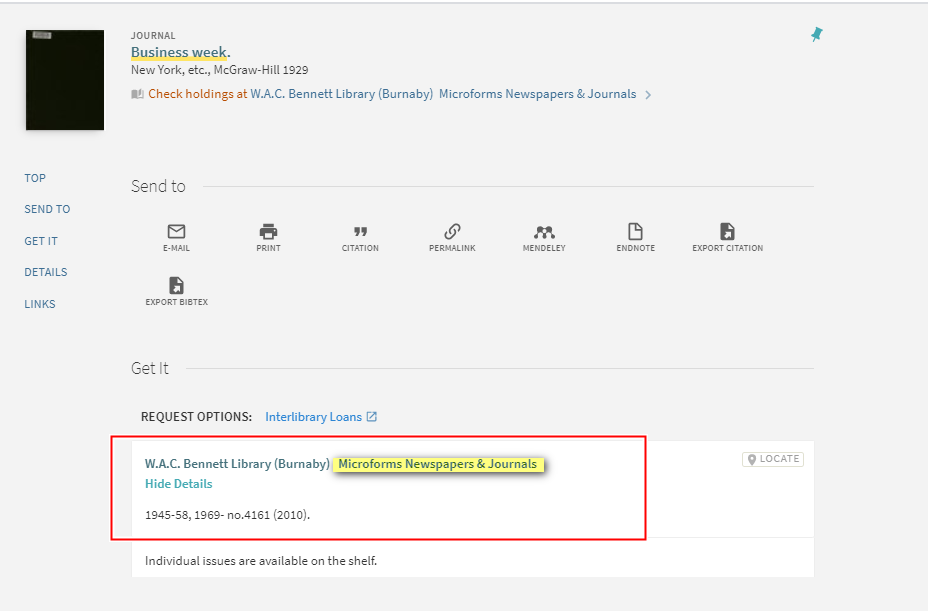 JOURNAL
Business week.
New York, etc., McGraw-Hill 1929
Check holdings at W.A.C. Bennett Library (Burnaby) Microforms Newspapers & Journals
TOP
SEND TO
GET IT
DETAILS
LINKS
Send to
E-MAIL
PRINT
CITATION
PERMALINK
MENDELEY
ENDNOTE
EXPORT CITATION
EXPORT BIBTEX
Get It
REQUEST OPTIONS: Interlibrary Loans
W.A.C. Bennett Library (Burnaby) Microforms Newspapers & Journals
LOCATE
Hide Details
1945-58, 1969- no.4161 (2010).
Individual issues are available on the shelf.